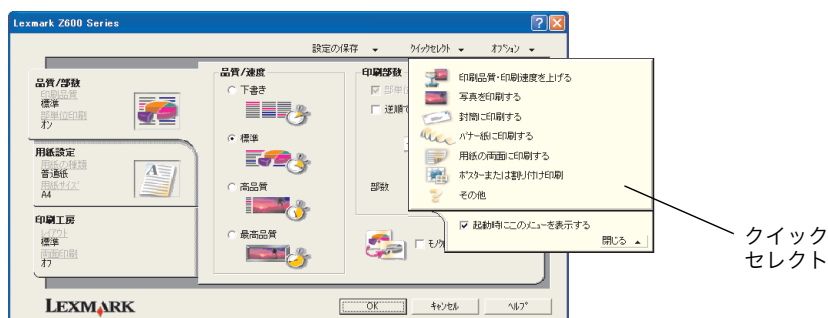 Lexmark Z600 Series
設定の保存
クイックセレクト
オプション
品質/部数
印刷品質
標準
部単位印刷
オン
用紙設定
用紙の種類
普通紙
用紙サイズ
A4
印刷工房
レイアウト
標準
両面印刷
オフ
品質/速度
下書き
標準
高品質
最高品質
印刷部数
部単位
逆順で
部数
モノク
印刷品質・印刷速度を上げる
写真を印刷する
封筒に印刷する
バナー紙に印刷する
用紙の両面に印刷する
ポスターまたは割り付け印刷
その他
起動時にこのメニューを表示する
閉じる
クイック
セレクト
LEXMARK
OK
キャンセル
ヘルプ